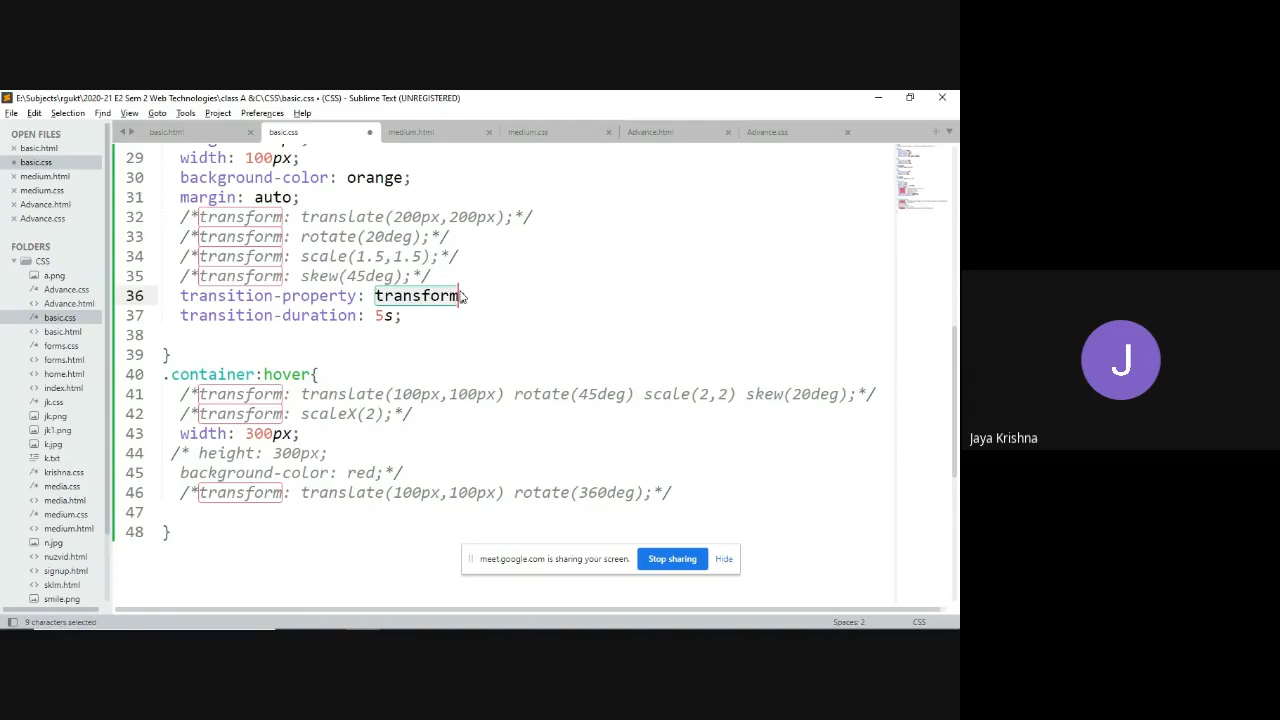 E:\Subjects\rgukt\2020-21 E2 Sem 2 Web Technologies\class A &C\CSS\basic.css • (CSS) - Sublime Text (UNREGISTERED)
File Edit Selection Find View Goto Tools Project Preferences Help
OPEN FILES
basic.html
basic.css
medium.html
medium.css
Advance.html
Advance.css
FOLDERS
CSS
a.png
Advance.css
Advance.html
basic.css
basic.html
forms.css
forms.html
home.html
index.html
jk.css
jk.png
jk1.png
k.jpg
k.txt
krishna.css
media.css
media.html
medium.css
medium.html
n.jpg
nuzvid.html
signup.html
sklm.html
smile.png
basic.html basic.css medium.html medium.css Advance.html Advance.css
29 
30 width: 100px;
30 background-color: orange;
31 margin: auto;
32 /*transform: translate(200px,200px);*/
33 /*transform: rotate(20deg);*/
34 /*transform: scale(1.5,1.5);*/
35 /*transform: skew(45deg);*/
36 transition-property: transform
37 transition-duration: 5s;
38
39 }
40 .container:hover{
41 /*transform: translate(100px,100px) rotate(45deg) scale(2,2) skew(20deg);*/
42 /*transform: scaleX(2);*/
43 width: 300px;
44 /* height: 300px;
45 background-color: red;*/
46 /*transform: translate(100px,100px) rotate(360deg);*/
47
48 }
meet.google.com is sharing your screen. Stop sharing Hide
9 characters selected Spaces: 2 CSS
J
Jaya Krishna